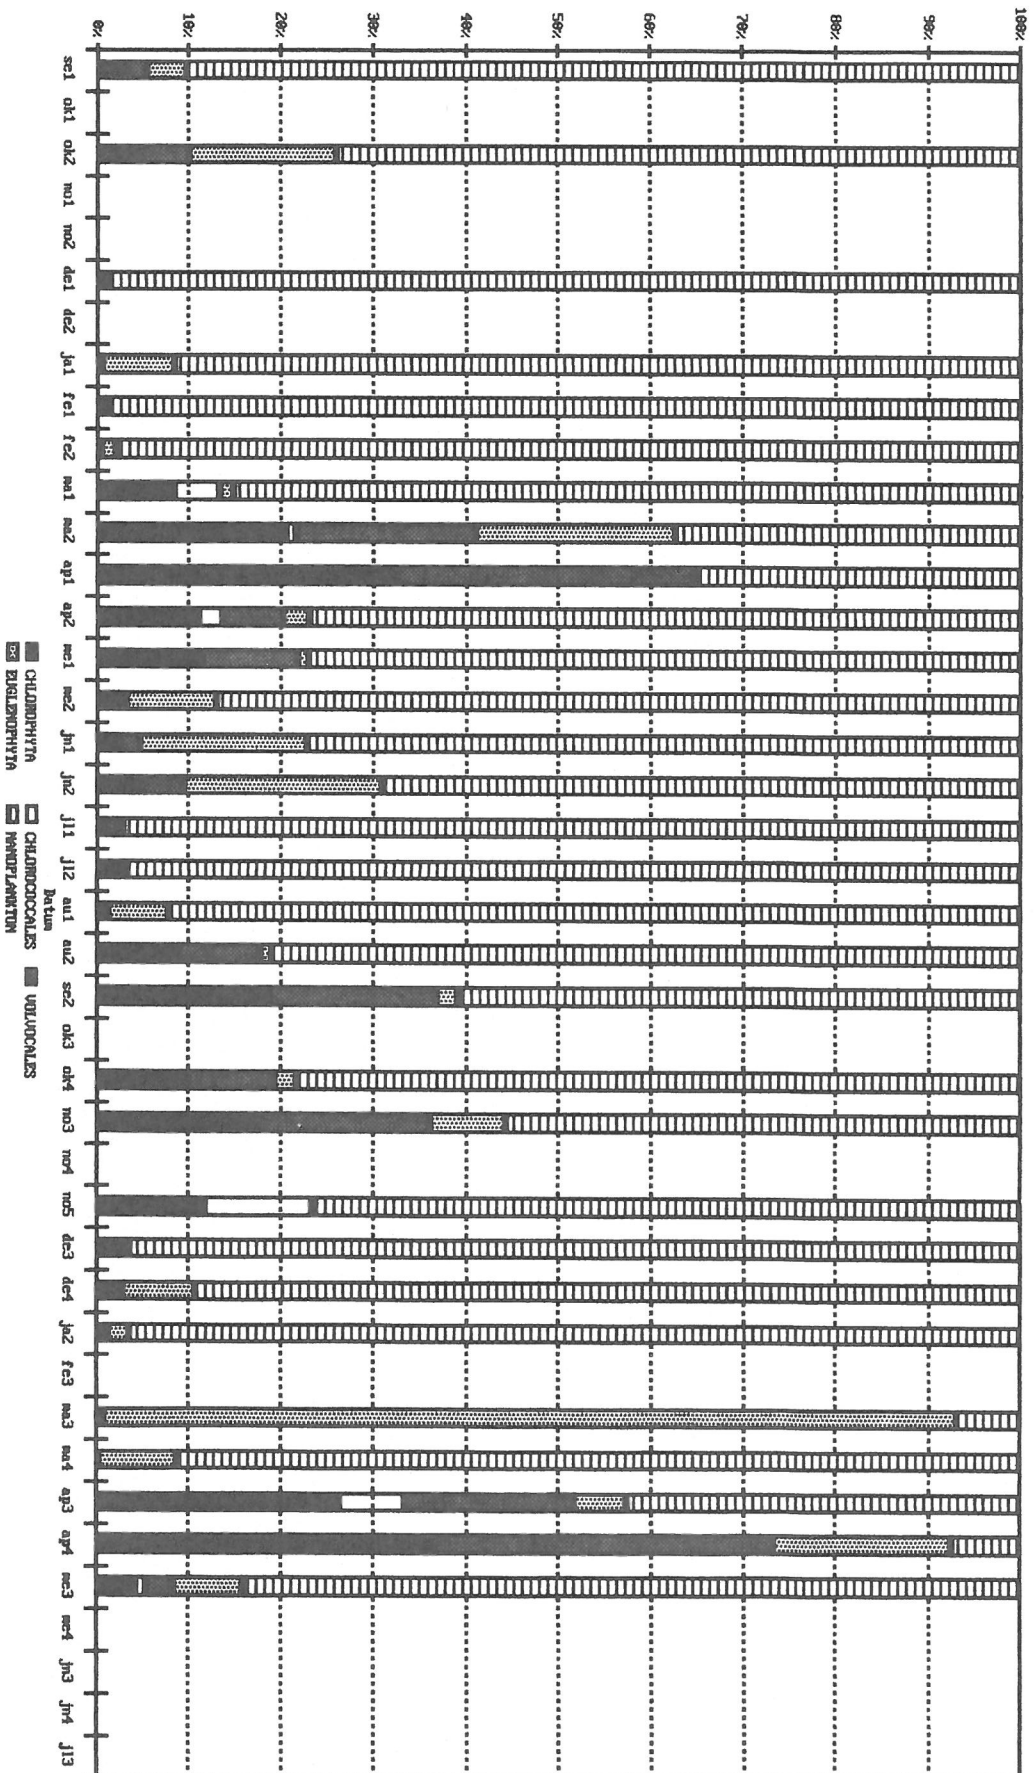 100%
90%
80%
70%
60%
50%
40%
30%
20%
10%
0%
se1 ok1 ok2 no1 no2 de1 de2 ja1 fe1 fe2 ma1 ma2 ap1 ap2 me1 me2 jn1 jn2 jl1 jl2 au1 au2 se2 ok3 ok4 no3 no4 no5 de3 de4 ja2 fe3 ma3 ma4 ap3 ap4 me3 me4 jn3 jn4 jl3
Datum
CHLOROPHYTA CHLOROCOCCALES VOLVOCALES
EUGLENOPHYTA NANOPLANKTON